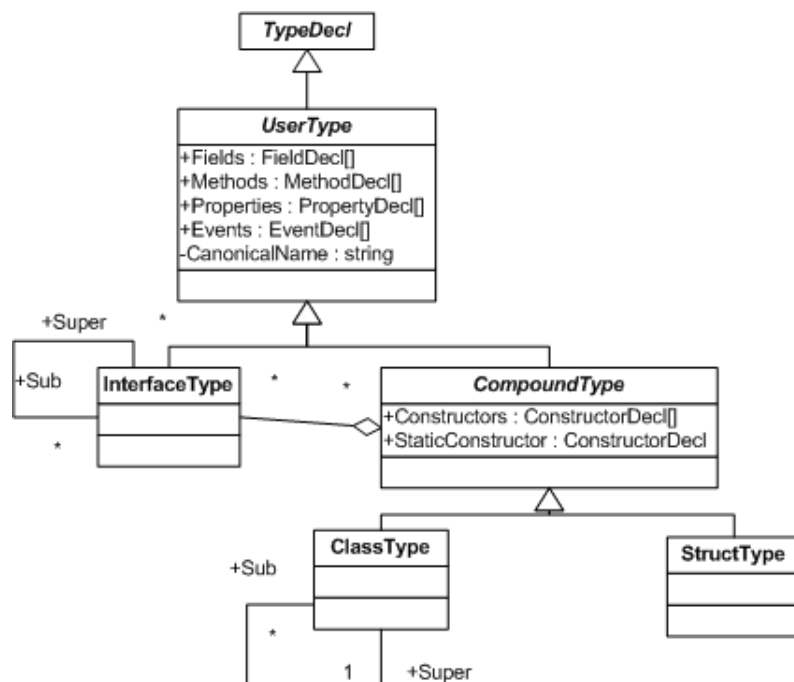 TypeDecl
UserType
+Fields : FieldDecl[]
+Methods : MethodDecl[]
+Properties : PropertyDecl[]
+Events : EventDecl[]
-CanonicalName : string
+Super
*
+Sub
*
InterfaceType
*
*
CompoundType
+Constructors : ConstructorDecl[]
+StaticConstructor : ConstructorDecl
ClassType
StructType
+Sub
*
1
+Super